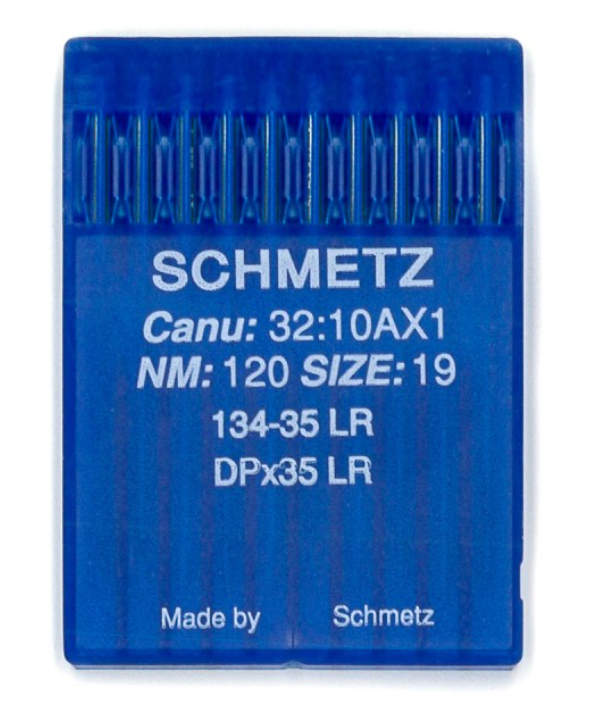 SCHMETZ
Canu: 32:10AX1
NM: 120 SIZE: 19
134-35 LR
DPx35 LR
Made by Schmetz